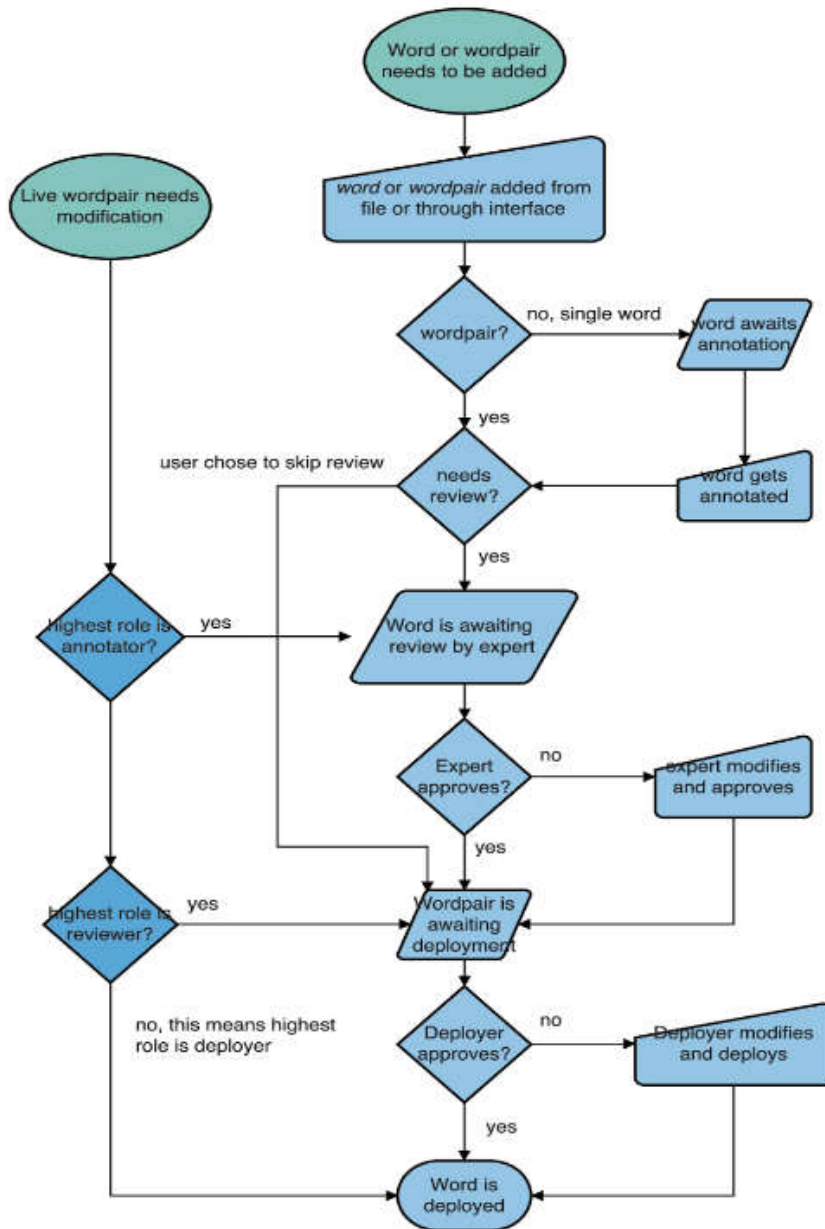 Word or wordpair
needs to be added
word or wordpair added from
file or through interface
Live wordpair needs
modification
wordpair?
no, single word
word awaits
annotation
yes
user chose to skip review
needs
review?
word gets
annotated
yes
highest role is
annotator?
yes
Word is awaiting
review by expert
Expert
approves?
no
expert modifies
and approves
yes
highest role is
reviewer?
yes
Wordpair is
awaiting
deployment
no, this means highest
role is deployer
Deployer
approves?
no
Deployer modifies
and deploys
yes
Word is
deployed